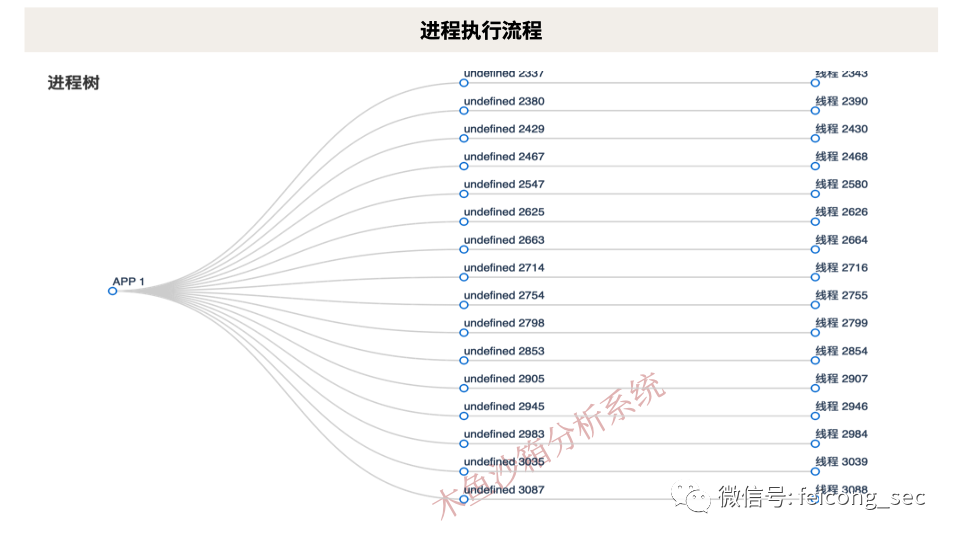 进程执行流程
进程树
undefined 2337 线程 2343
undefined 2380 线程 2390
undefined 2429 线程 2430
undefined 2467 线程 2468
undefined 2547 线程 2580
undefined 2625 线程 2626
undefined 2663 线程 2664
APP 1
undefined 2714 线程 2716
undefined 2754 线程 2755
undefined 2798 线程 2799
undefined 2853 线程 2854
undefined 2905 线程 2907
undefined 2945 线程 2946
undefined 2983 线程 2984
undefined 3035 线程 3039
undefined 3087 线程 3088
木鱼沙箱分析系统
微信号: feicong_sec